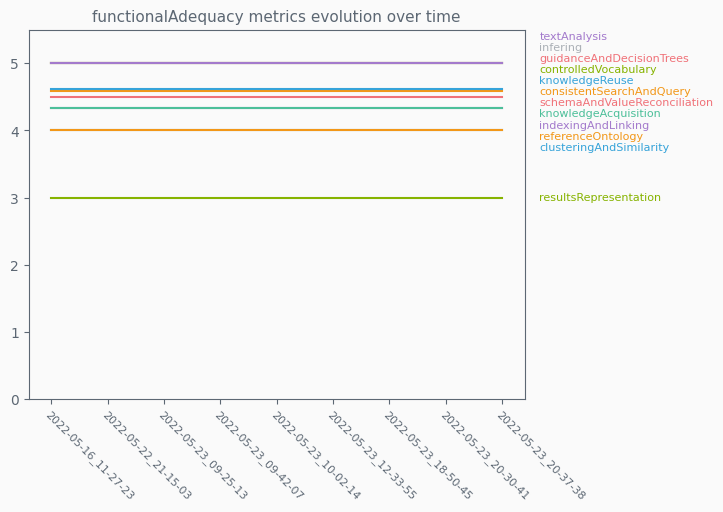 functionalAdequacy metrics evolution over time
5
4
3
2
1
0
2022-05-16_11-27-23
2022-05-22_21-15-03
2022-05-23_09-25-13
2022-05-23_09-42-07
2022-05-23_10-02-14
2022-05-23_12-33-55
2022-05-23_18-50-45
2022-05-23_20-30-41
2022-05-23_20-37-38
textAnalysis
infering
guidanceAndDecisionTrees
controlledVocabulary
knowledgeReuse
consistentSearchAndQuery
schemaAndValueReconciliation
knowledgeAcquisition
indexingAndLinking
referenceOntology
clusteringAndSimilarity
resultsRepresentation